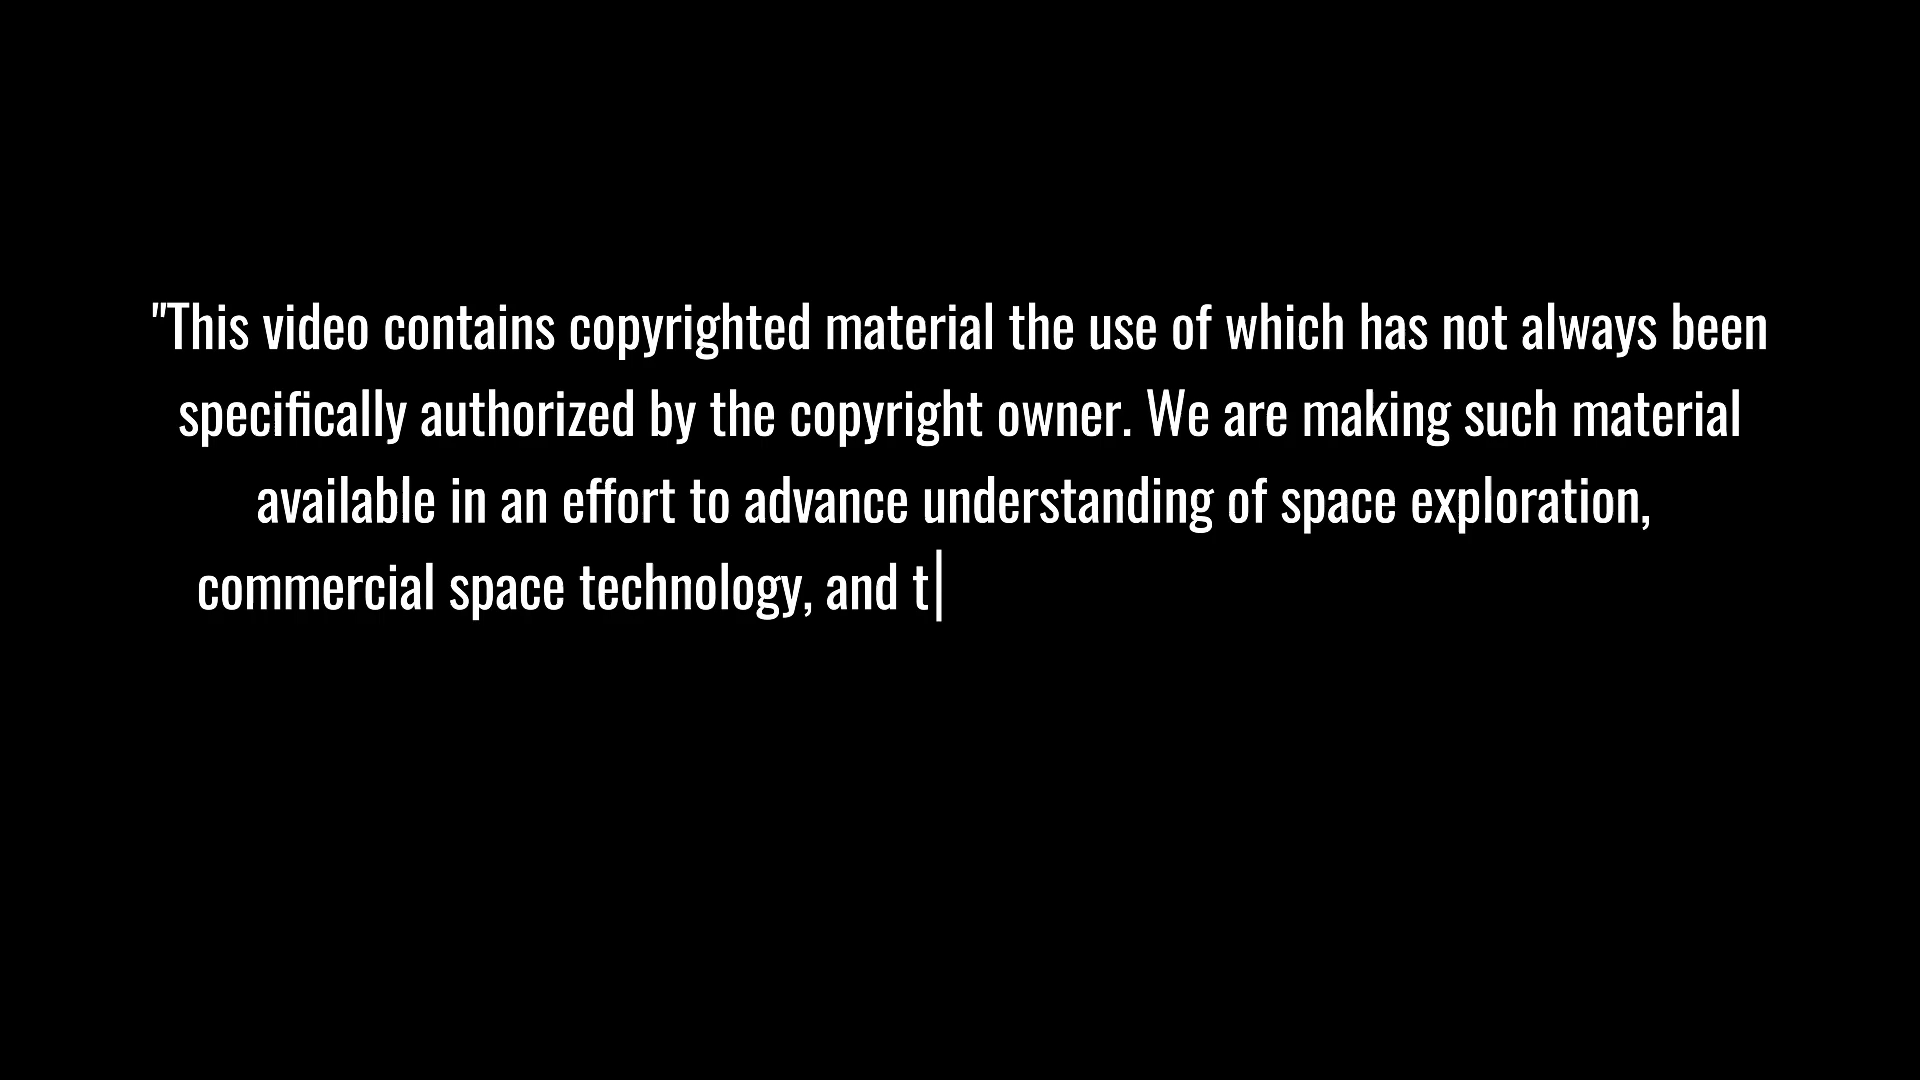 "This video contains copyrighted material the use of which has not always been
specifically authorized by the copyright owner. We are making such material
available in an effort to advance understanding of space exploration,
commercial space technology, and t